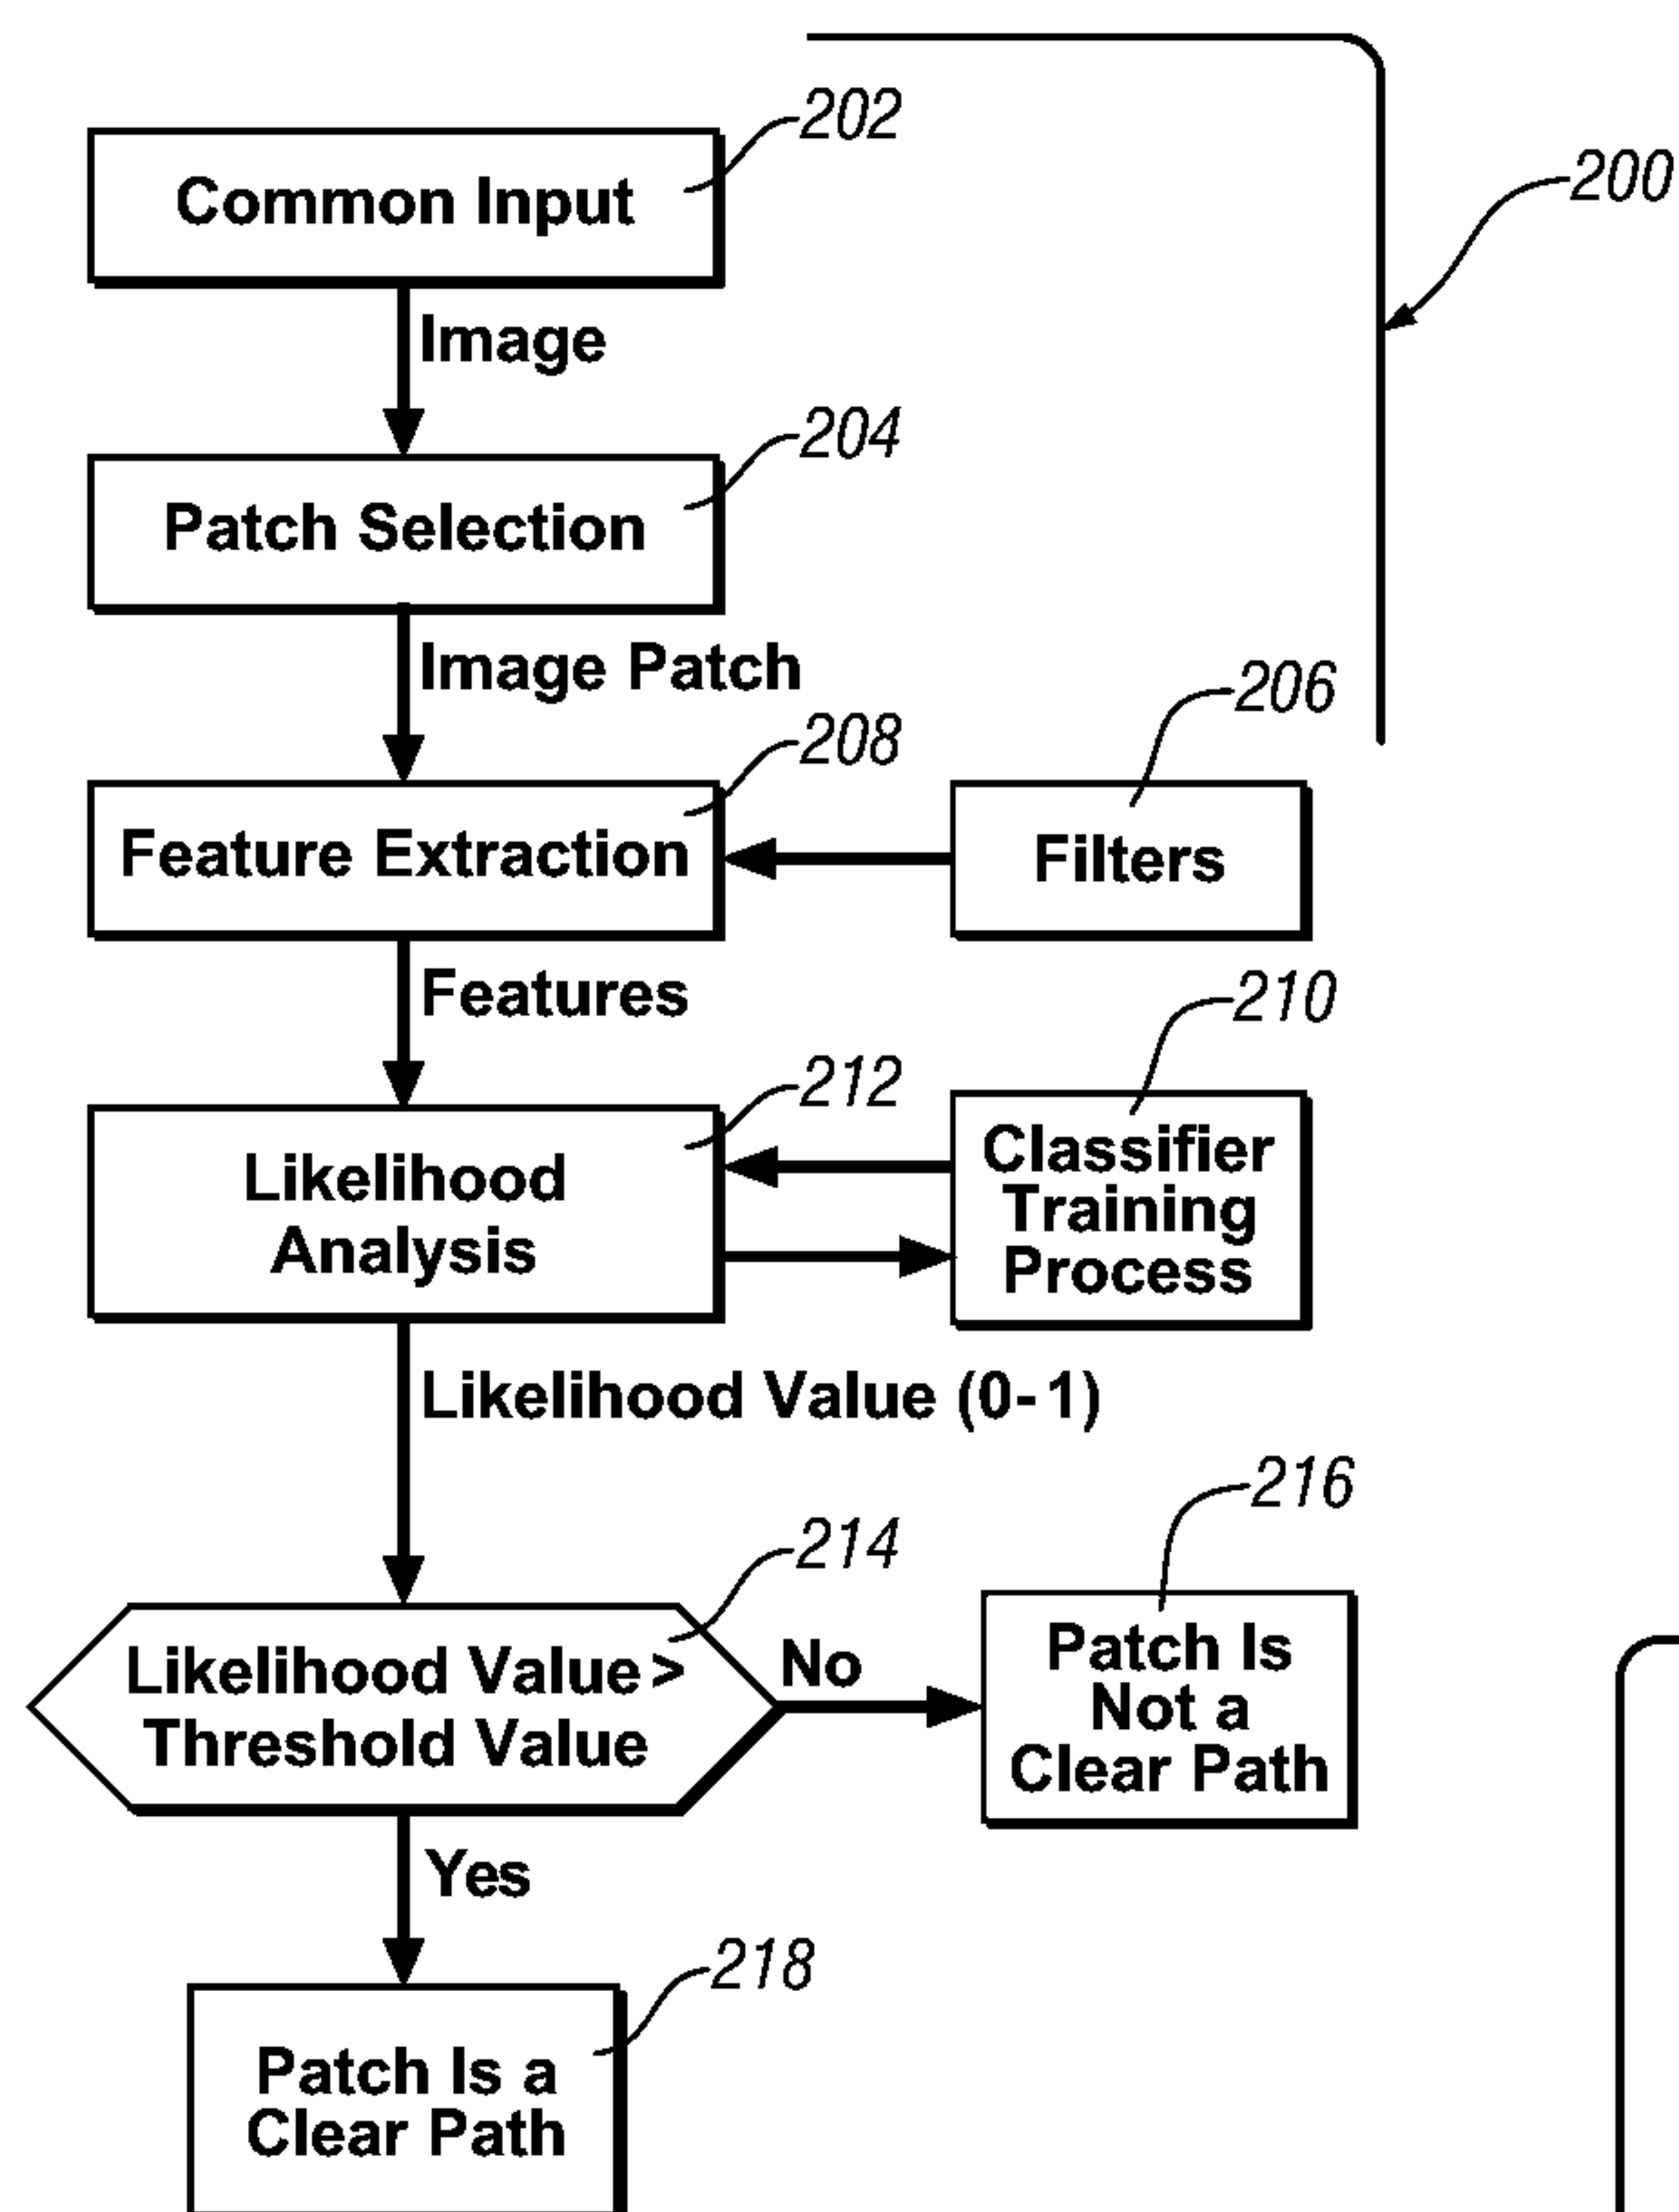 202
Common Input
200
Image
204
Patch Selection
Image Patch
206
208
Feature Extraction
Filters
Features
210
212
Likelihood
Analysis
Classifier
Training
Process
Likelihood Value (0-1)
216
214
Likelihood Value >
Threshold Value
No
Patch Is
Not a
Clear Path
Yes
218
Patch Is a
Clear Path